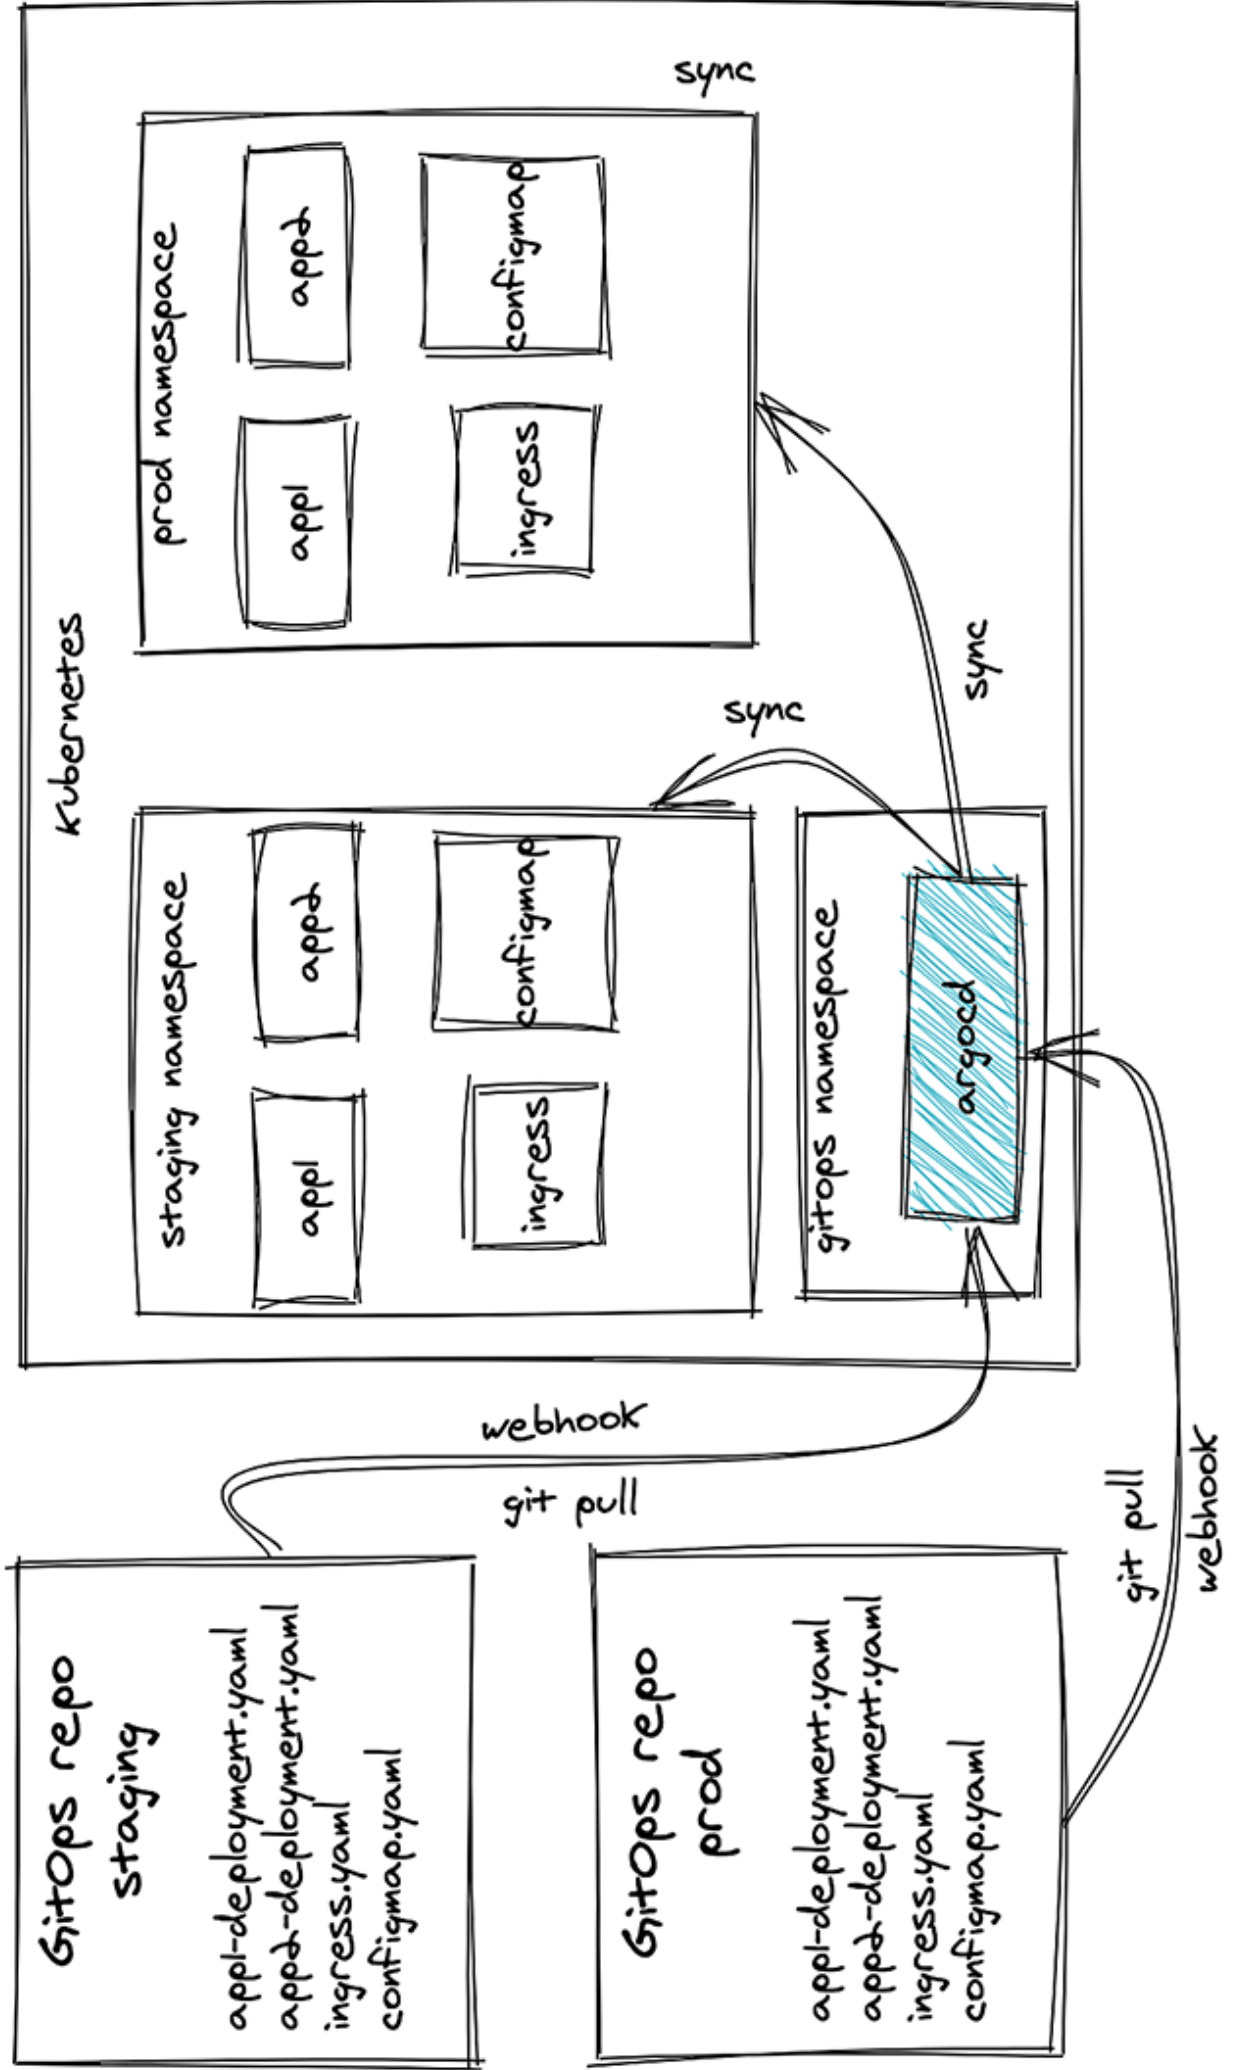 GitOps repo
staging
app1-deployment.yaml
app2-deployment.yaml
ingress.yaml
configmap.yaml
GitOps repo
prod
app1-deployment.yaml
app2-deployment.yaml
ingress.yaml
configmap.yaml
webhook
git pull
git pull
webhook
Kubernetes
staging namespace
app1
app2
ingress
configmap
gitops namespace
argocd
sync
sync
prod namespace
app1
app2
ingress
configmap
sync